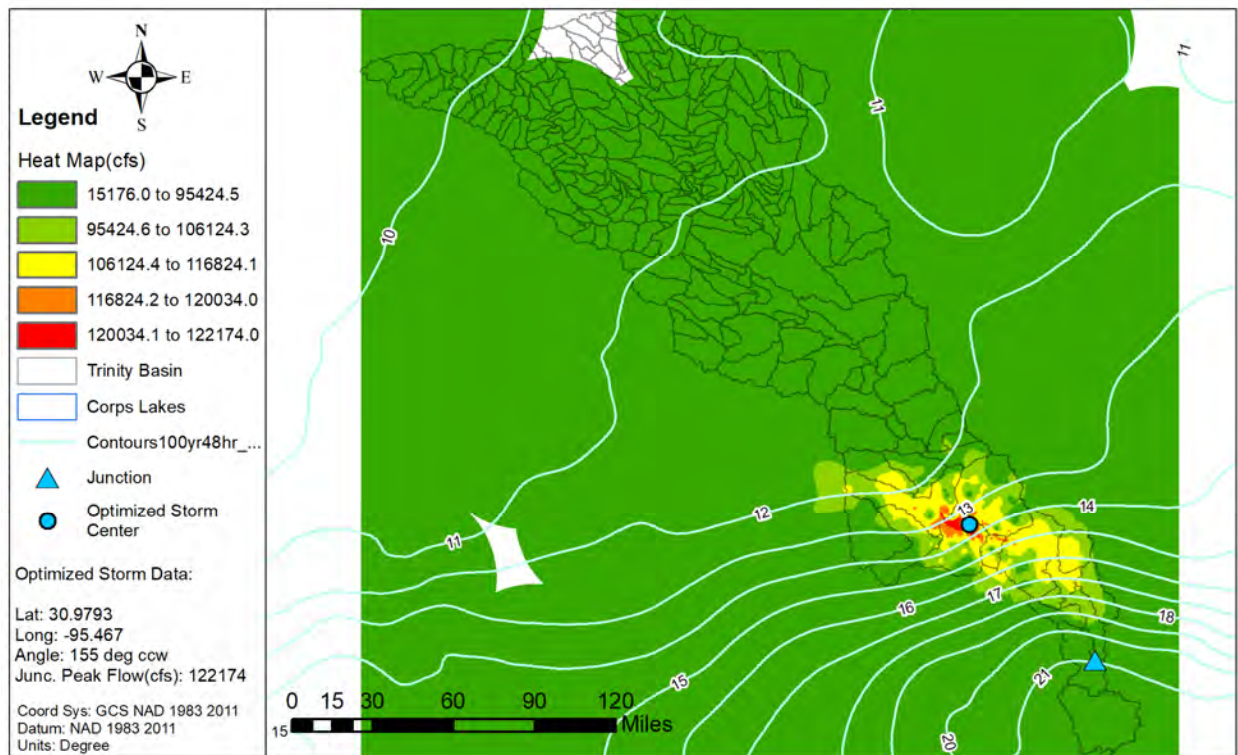 N
W E
S
Legend
Heat Map(cfs)
15176.0 to 95424.5
95424.6 to 106124.3
106124.4 to 116824.1
116824.2 to 120034.0
120034.1 to 122174.0
Trinity Basin
Corps Lakes
Contours100yr48hr_...
Junction
Optimized Storm
Center
Optimized Storm Data:
Lat: 30.9793
Long: -95.467
Angle: 155 deg ccw
Junc. Peak Flow(cfs): 122174
Coord Sys: GCS NAD 1983 2011
Datum: NAD 1983 2011
Units: Degree
11
11
10
12
13
14
11
16
17
18
15
21
20
15
0 15 30 60 90 120
Miles